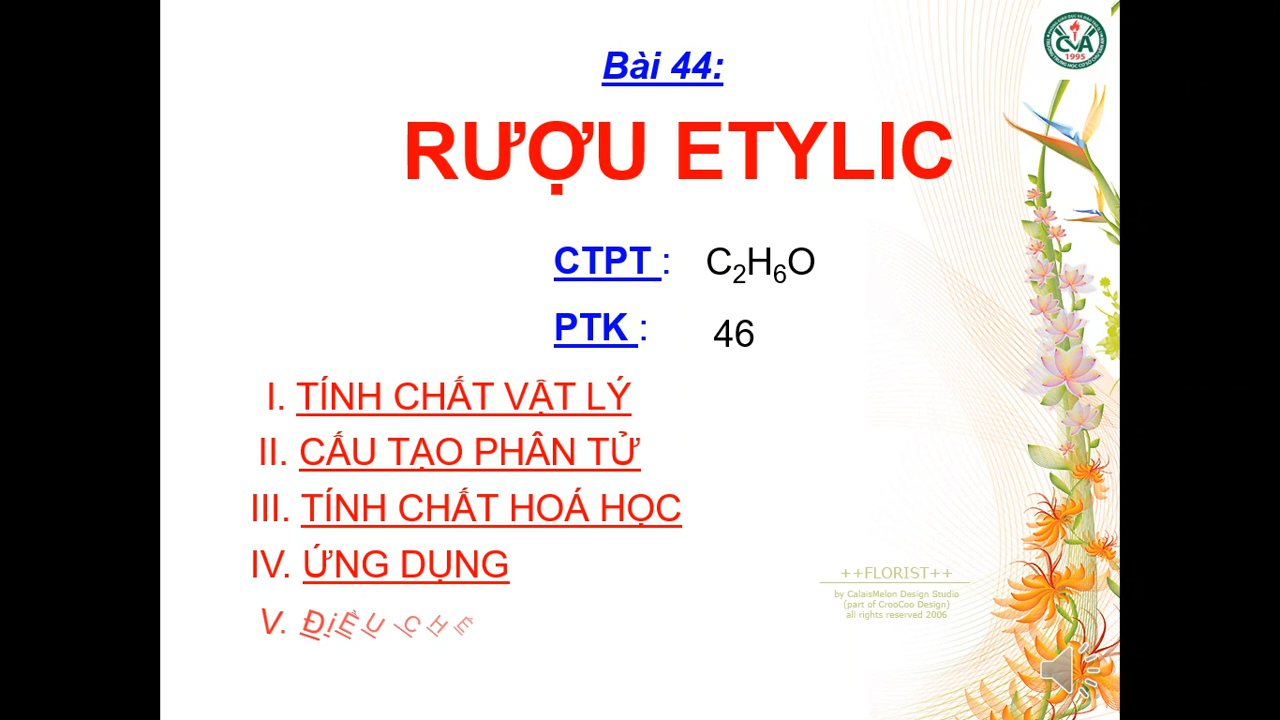 Bài 44:
RƯỢU ETYLIC
CTPT : C₂H₆O
PTK : 46
I. TÍNH CHẤT VẬT LÝ
II. CẤU TẠO PHÂN TỬ
III. TÍNH CHẤT HOÁ HỌC
IV. ỨNG DỤNG
V. ĐiỀU CHẾ
++FLORIST++
by CalaisMelon Design Studio
(part of CrooCoo Design)
all rights reserved 2006
CVA
1995